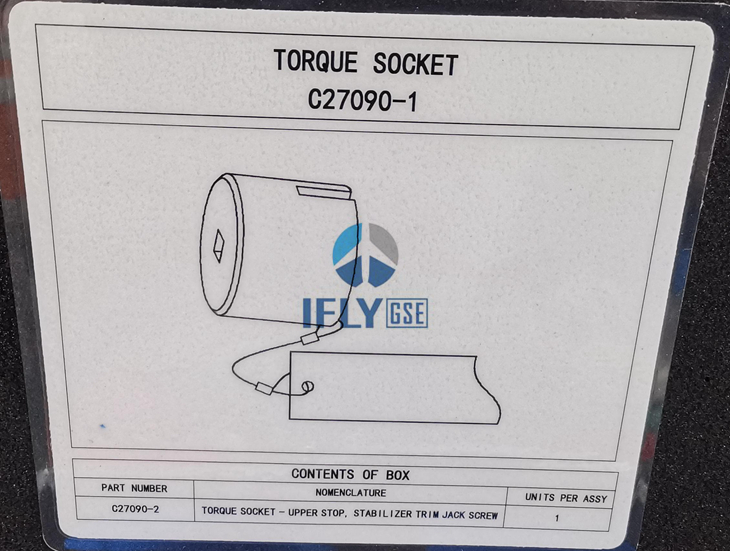 TORQUE SOCKET
C27090-1
IFLY GSE
CONTENTS OF BOX
PART NUMBER NOMENCLATURE UNITS PER ASSY
C27090-2 TORQUE SOCKET - UPPER STOP, STABILIZER TRIM JACK SCREW 1